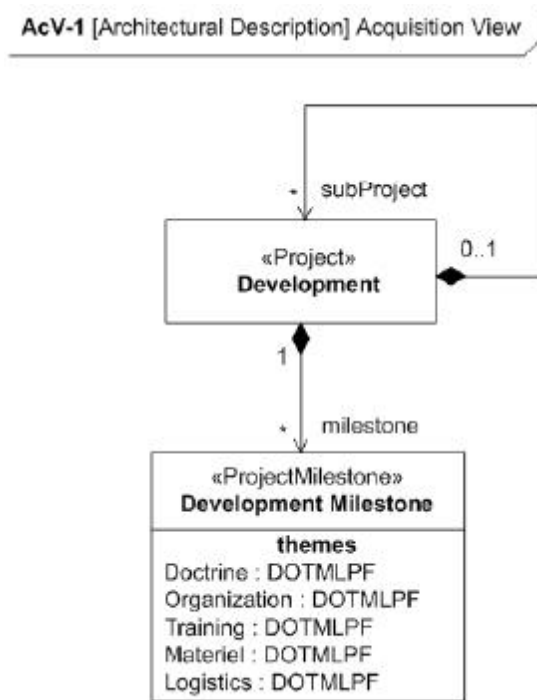 AcV-1 [Architectural Description] Acquisition View
* subProject
«Project»
Development
0..1
1
* milestone
«ProjectMilestone»
Development Milestone
themes
Doctrine : DOTMLPF
Organization : DOTMLPF
Training : DOTMLPF
Materiel : DOTMLPF
Logistics : DOTMLPF